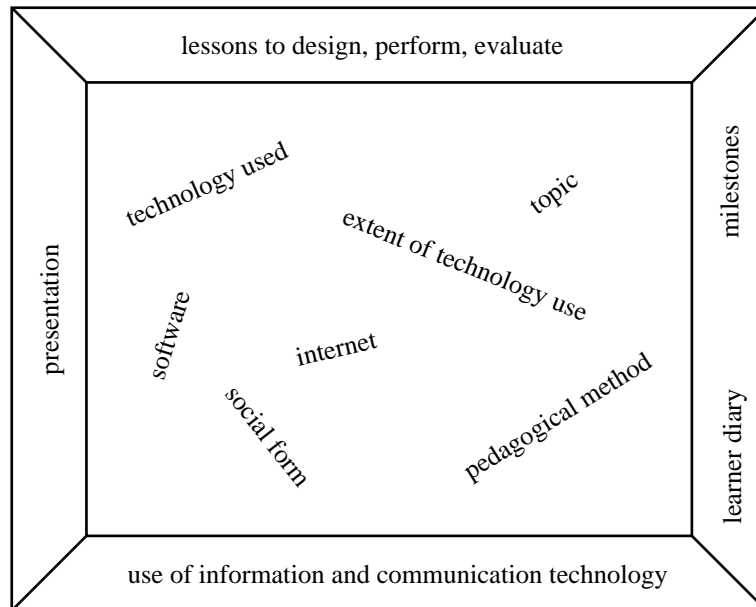 lessons to design, perform, evaluate
technology used
topic
milestones
extent of technology use
presentation
software
internet
social form
pedagogical method
learner diary
use of information and communication technology